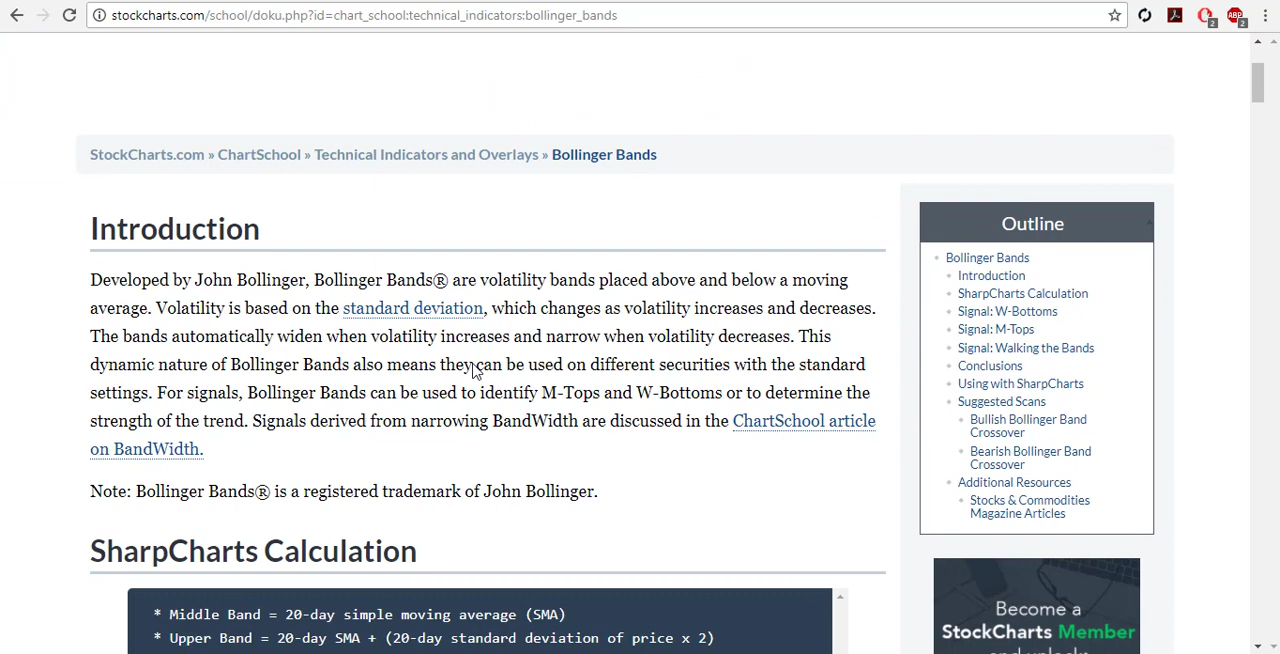 stockcharts.com/school/doku.php?id=chart_school:technical_indicators:bollinger_bands
2
ABP
2
StockCharts.com » ChartSchool » Technical Indicators and Overlays » Bollinger Bands
Introduction
Developed by John Bollinger, Bollinger Bands® are volatility bands placed above and below a moving
average. Volatility is based on the standard deviation, which changes as volatility increases and decreases.
The bands automatically widen when volatility increases and narrow when volatility decreases. This
dynamic nature of Bollinger Bands also means they can be used on different securities with the standard
settings. For signals, Bollinger Bands can be used to identify M-Tops and W-Bottoms or to determine the
strength of the trend. Signals derived from narrowing BandWidth are discussed in the ChartSchool article
on BandWidth.
Note: Bollinger Bands® is a registered trademark of John Bollinger.
SharpCharts Calculation
* Middle Band = 20-day simple moving average (SMA)
* Upper Band = 20-day SMA + (20-day standard deviation of price x 2)
Outline
Bollinger Bands
Introduction
SharpCharts Calculation
Signal: W-Bottoms
Signal: M-Tops
Signal: Walking the Bands
Conclusions
Using with SharpCharts
Suggested Scans
Bullish Bollinger Band
Crossover
Bearish Bollinger Band
Crossover
Additional Resources
Stocks & Commodities
Magazine Articles
Become a
StockCharts Member
and unlock